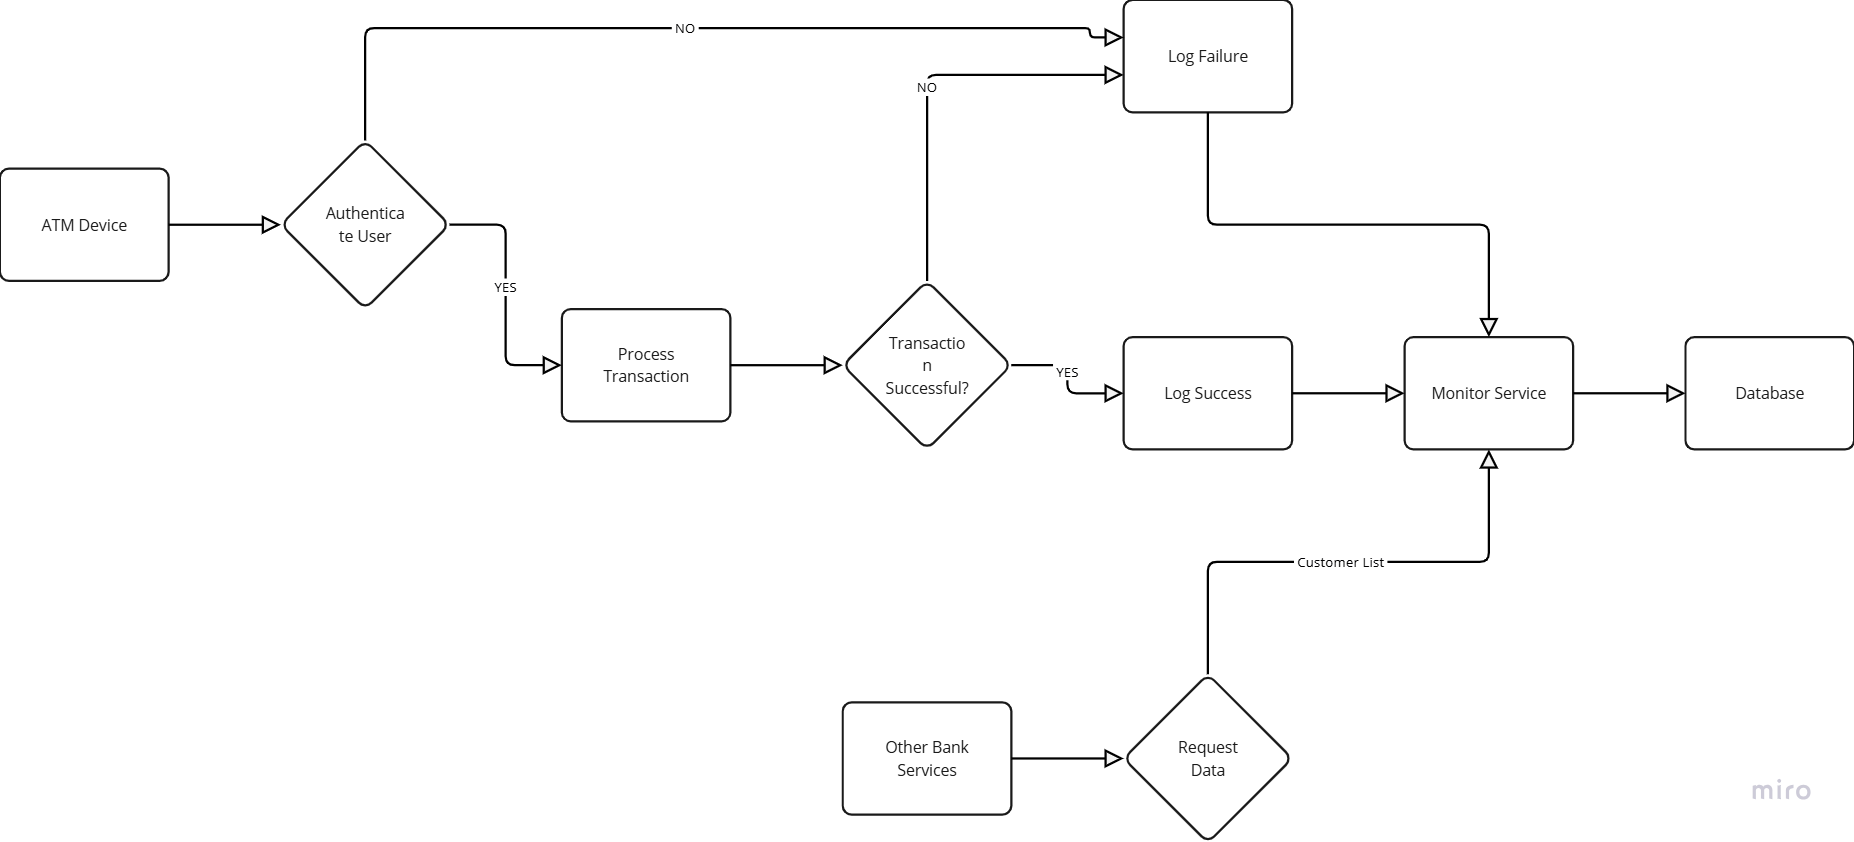 NO
Log Failure
NO
ATM Device
Authentica
te User
YES
Process
Transaction
Transactio
n
Successful?
YES
Log Success
Monitor Service
Database
Customer List
Other Bank
Services
Request
Data
miro